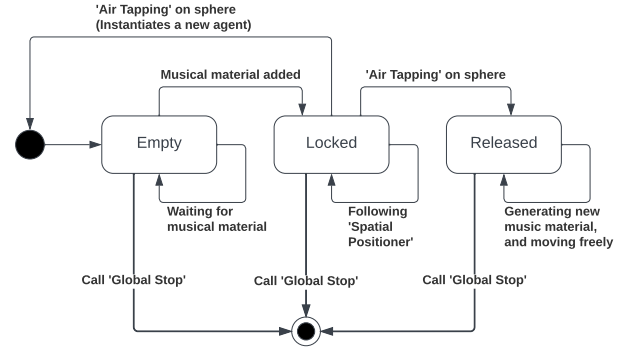 'Air Tapping' on sphere
(Instantiates a new agent)
Musical material added
'Air Tapping' on sphere
Empty
Locked
Released
Waiting for
musical material
Following
'Spatial
Positioner'
Generating new
music material,
and moving freely
Call 'Global Stop'
Call 'Global Stop'
Call 'Global Stop'